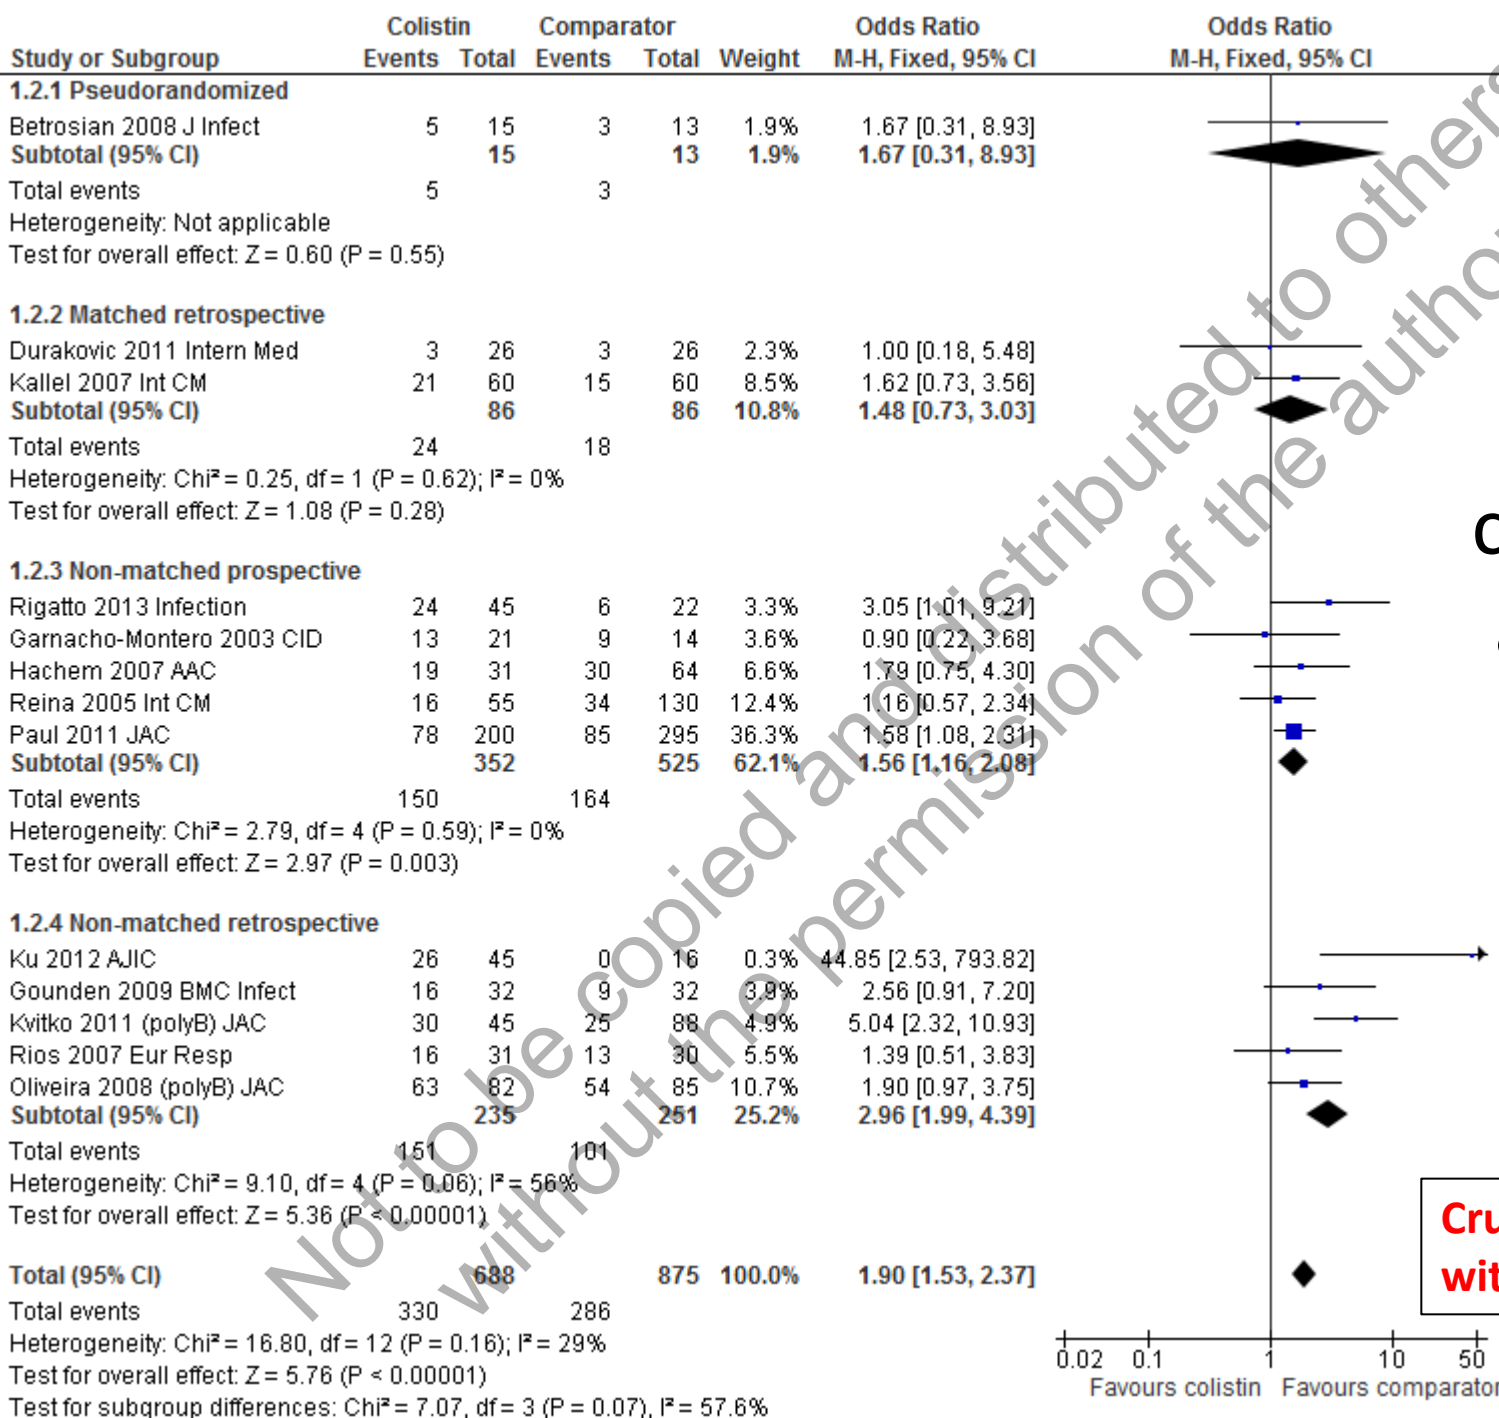 Colistin Comparator Odds Ratio Odds Ratio
Study or Subgroup Events Total Events Total Weight M-H, Fixed, 95% CI M-H, Fixed, 95% CI
1.2.1 Pseudorandomized
Betrosian 2008 J Infect 5 15 3 13 1.9% 1.67 [0.31, 8.93]
Subtotal (95% CI) 15 13 1.9% 1.67 [0.31, 8.93]
Total events 5 3
Heterogeneity: Not applicable
Test for overall effect: Z = 0.60 (P = 0.55)
1.2.2 Matched retrospective
Durakovic 2011 Intern Med 3 26 3 26 2.3% 1.00 [0.18, 5.48]
Kallel 2007 Int CM 21 60 15 60 8.5% 1.62 [0.73, 3.56]
Subtotal (95% CI) 86 86 10.8% 1.48 [0.73, 3.03]
Total events 24 18
Heterogeneity: Chi² = 0.25, df = 1 (P = 0.62); I² = 0%
Test for overall effect: Z = 1.08 (P = 0.28)
1.2.3 Non-matched prospective
Rigatto 2013 Infection 24 45 6 22 3.3% 3.05 [1.01, 9.21]
Garnacho-Montero 2003 CID 13 21 9 14 3.6% 0.90 [0.22, 3.68]
Hachem 2007 AAC 19 31 30 64 6.6% 1.79 [0.75, 4.30]
Reina 2005 Int CM 16 55 34 130 12.4% 1.16 [0.57, 2.34]
Paul 2011 JAC 78 200 85 295 36.3% 1.58 [1.08, 2.31]
Subtotal (95% CI) 352 525 62.1% 1.56 [1.16, 2.08]
Total events 150 164
Heterogeneity: Chi² = 2.79, df = 4 (P = 0.59); I² = 0%
Test for overall effect: Z = 2.97 (P = 0.003)
1.2.4 Non-matched retrospective
Ku 2012 AJIC 26 45 0 16 0.3% 44.85 [2.53, 793.82]
Gounden 2009 BMC Infect 16 32 9 32 3.9% 2.56 [0.91, 7.20]
Kvitko 2011 (polyB) JAC 30 45 25 88 4.9% 5.04 [2.32, 10.93]
Rios 2007 Eur Resp 16 31 13 30 5.5% 1.39 [0.51, 3.83]
Oliveira 2008 (polyB) JAC 63 82 54 85 10.7% 1.90 [0.97, 3.75]
Subtotal (95% CI) 235 251 25.2% 2.96 [1.99, 4.39]
Total events 151 101
Heterogeneity: Chi² = 9.10, df = 4 (P = 0.06); I² = 56%
Test for overall effect: Z = 5.36 (P < 0.00001)
Total (95% CI) 688 875 100.0% 1.90 [1.53, 2.37]
Total events 330 286
Heterogeneity: Chi² = 16.80, df = 12 (P = 0.16); I² = 29%
Test for overall effect: Z = 5.76 (P < 0.00001)
Test for subgroup differences: Chi² = 7.07, df = 3 (P = 0.07), I² = 57.6%
0.02 0.1 1 10 50
Favours colistin Favours comparator
Cru
wit
Not to be copied and distributed to others
without the permission of the autho